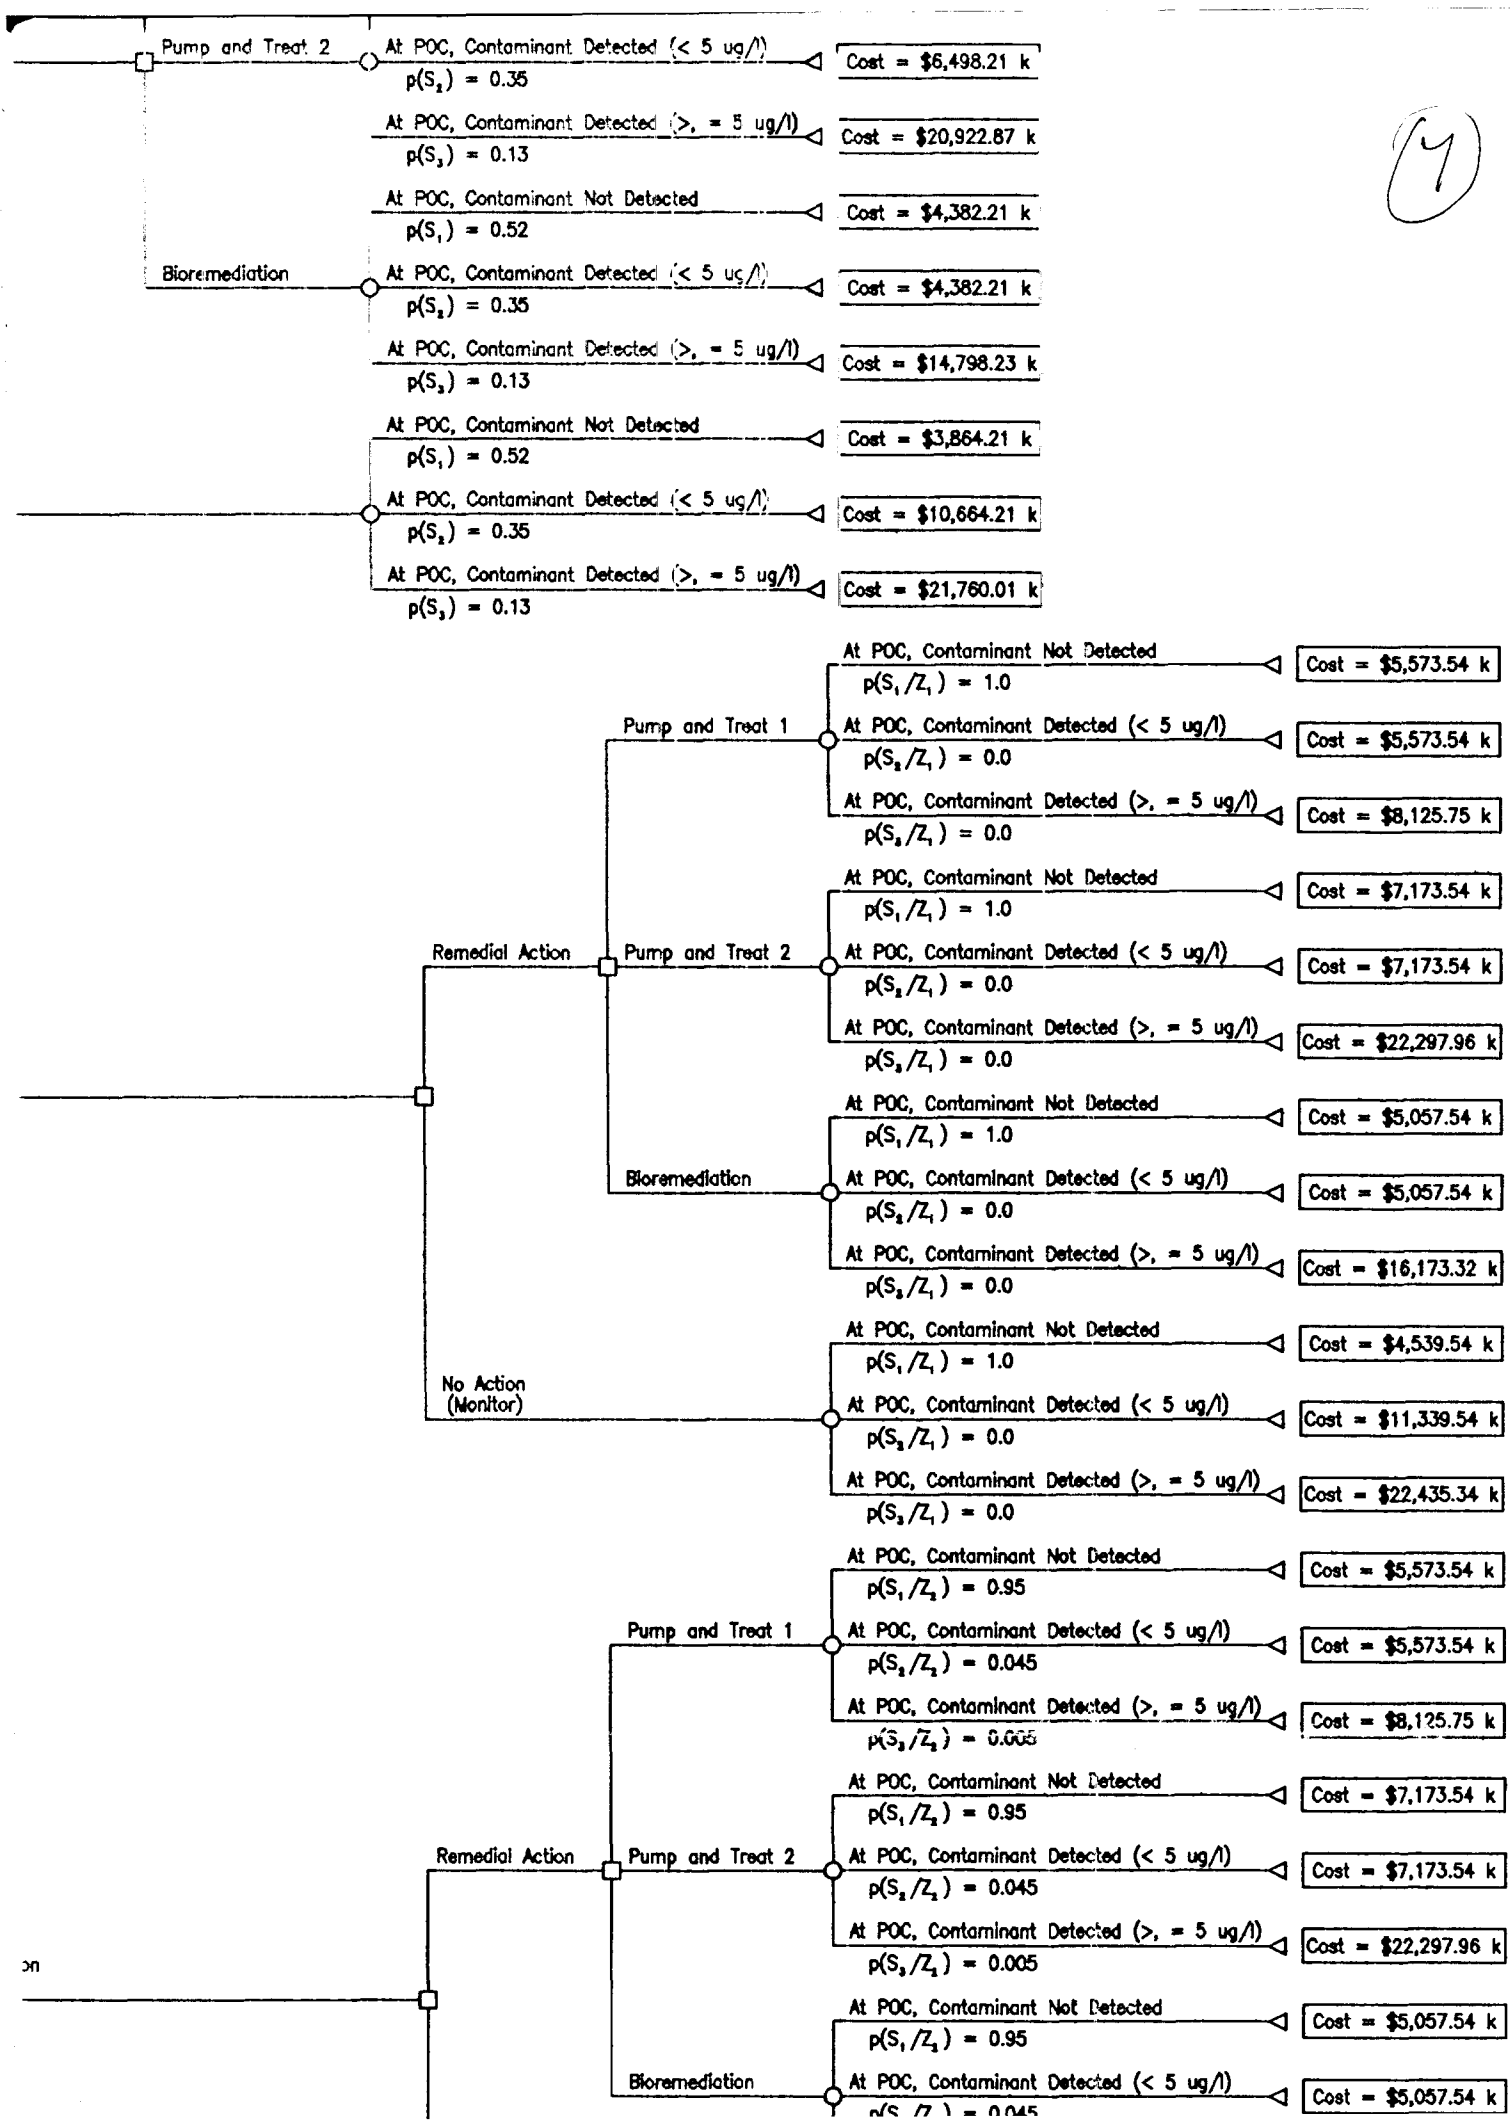 Pump and Treat 2
At POC, Contaminant Detected (< 5 ug/l)
p(S₂) = 0.35
Cost = $6,498.21 k
At POC, Contaminant Detected (>, = 5 ug/l)
p(S₃) = 0.13
Cost = $20,922.87 k
At POC, Contaminant Not Detected
p(S₁) = 0.52
Cost = $4,382.21 k
Bioremediation
At POC, Contaminant Detected (< 5 ug/l)
p(S₂) = 0.35
Cost = $4,382.21 k
At POC, Contaminant Detected (>, = 5 ug/l)
p(S₃) = 0.13
Cost = $14,798.23 k
At POC, Contaminant Not Detected
p(S₁) = 0.52
Cost = $3,864.21 k
At POC, Contaminant Detected (< 5 ug/l)
p(S₂) = 0.35
Cost = $10,664.21 k
At POC, Contaminant Detected (>, = 5 ug/l)
p(S₃) = 0.13
Cost = $21,760.01 k
At POC, Contaminant Not Detected
p(S₁/Z₁) = 1.0
Cost = $5,573.54 k
Pump and Treat 1
At POC, Contaminant Detected (< 5 ug/l)
p(S₂/Z₁) = 0.0
Cost = $5,573.54 k
At POC, Contaminant Detected (>, = 5 ug/l)
p(S₃/Z₁) = 0.0
Cost = $8,125.75 k
At POC, Contaminant Not Detected
p(S₁/Z₁) = 1.0
Cost = $7,173.54 k
Remedial Action
Pump and Treat 2
At POC, Contaminant Detected (< 5 ug/l)
p(S₂/Z₁) = 0.0
Cost = $7,173.54 k
At POC, Contaminant Detected (>, = 5 ug/l)
p(S₃/Z₁) = 0.0
Cost = $22,297.96 k
At POC, Contaminant Not Detected
p(S₁/Z₁) = 1.0
Cost = $5,057.54 k
Bioremediation
At POC, Contaminant Detected (< 5 ug/l)
p(S₂/Z₁) = 0.0
Cost = $5,057.54 k
At POC, Contaminant Detected (>, = 5 ug/l)
p(S₃/Z₁) = 0.0
Cost = $16,173.32 k
At POC, Contaminant Not Detected
p(S₁/Z₁) = 1.0
Cost = $4,539.54 k
No Action
(Monitor)
At POC, Contaminant Detected (< 5 ug/l)
p(S₂/Z₁) = 0.0
Cost = $11,339.54 k
At POC, Contaminant Detected (>, = 5 ug/l)
p(S₃/Z₁) = 0.0
Cost = $22,435.34 k
At POC, Contaminant Not Detected
p(S₁/Z₂) = 0.95
Cost = $5,573.54 k
Pump and Treat 1
At POC, Contaminant Detected (< 5 ug/l)
p(S₂/Z₂) = 0.045
Cost = $5,573.54 k
At POC, Contaminant Detected (>, = 5 ug/l)
p(S₃/Z₂) = 0.005
Cost = $8,125.75 k
At POC, Contaminant Not Detected
p(S₁/Z₂) = 0.95
Cost = $7,173.54 k
Remedial Action
Pump and Treat 2
At POC, Contaminant Detected (< 5 ug/l)
p(S₂/Z₂) = 0.045
Cost = $7,173.54 k
At POC, Contaminant Detected (>, = 5 ug/l)
p(S₃/Z₂) = 0.005
Cost = $22,297.96 k
on
At POC, Contaminant Not Detected
p(S₁/Z₂) = 0.95
Cost = $5,057.54 k
Bioremediation
At POC, Contaminant Detected (< 5 ug/l)
Cost = $5,057.54 k